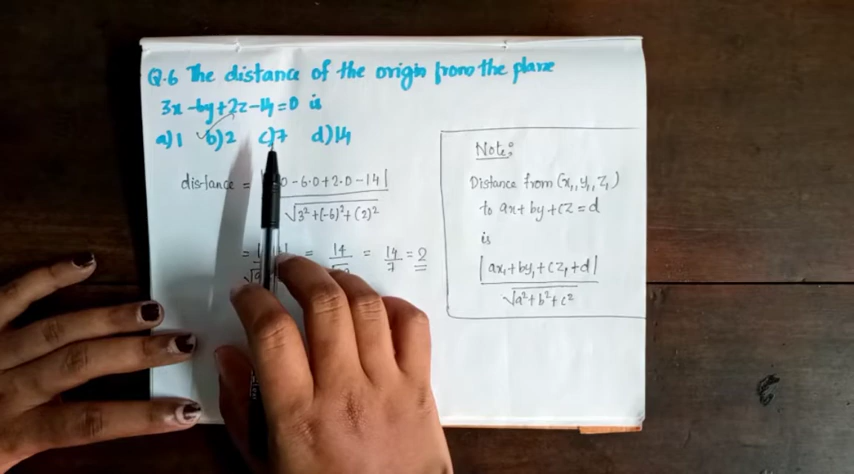 Q.6 The distance of the origin from the plane
3x -6y+2z-14=0 is
a) 1 b) 2 c) 7 d) 14
distance = 0 - 6.0 + 2.0 - 14|
√3² + (-6)² + (2)²
= 14 = 14/7 = 2
Note:
Distance from (x₁, y₁, z₁)
to ax + by + cz = d
is
|ax₁ + by₁ + cz₁ + d|
√a² + b² + c²